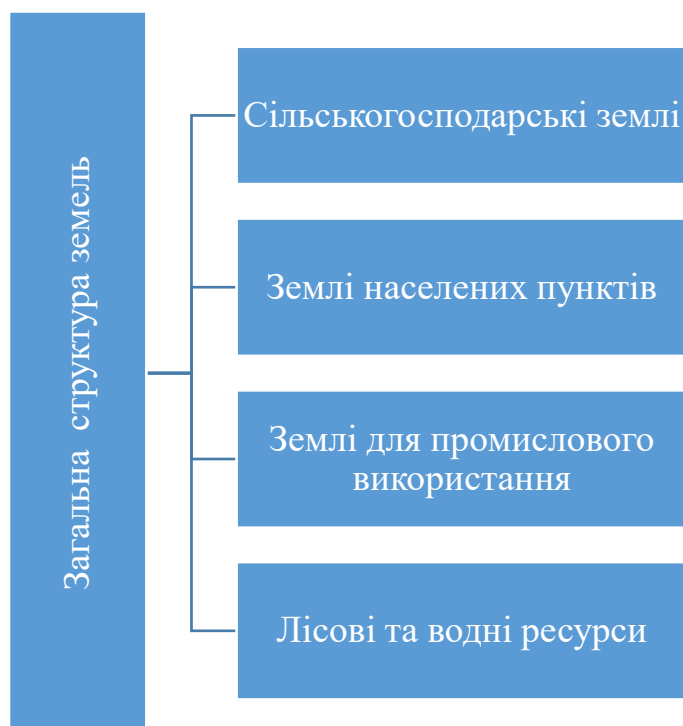 Загальна структура земель
Сільськогосподарські землі
Землі населених пунктів
Землі для промислового
використання
Лісові та водні ресурси